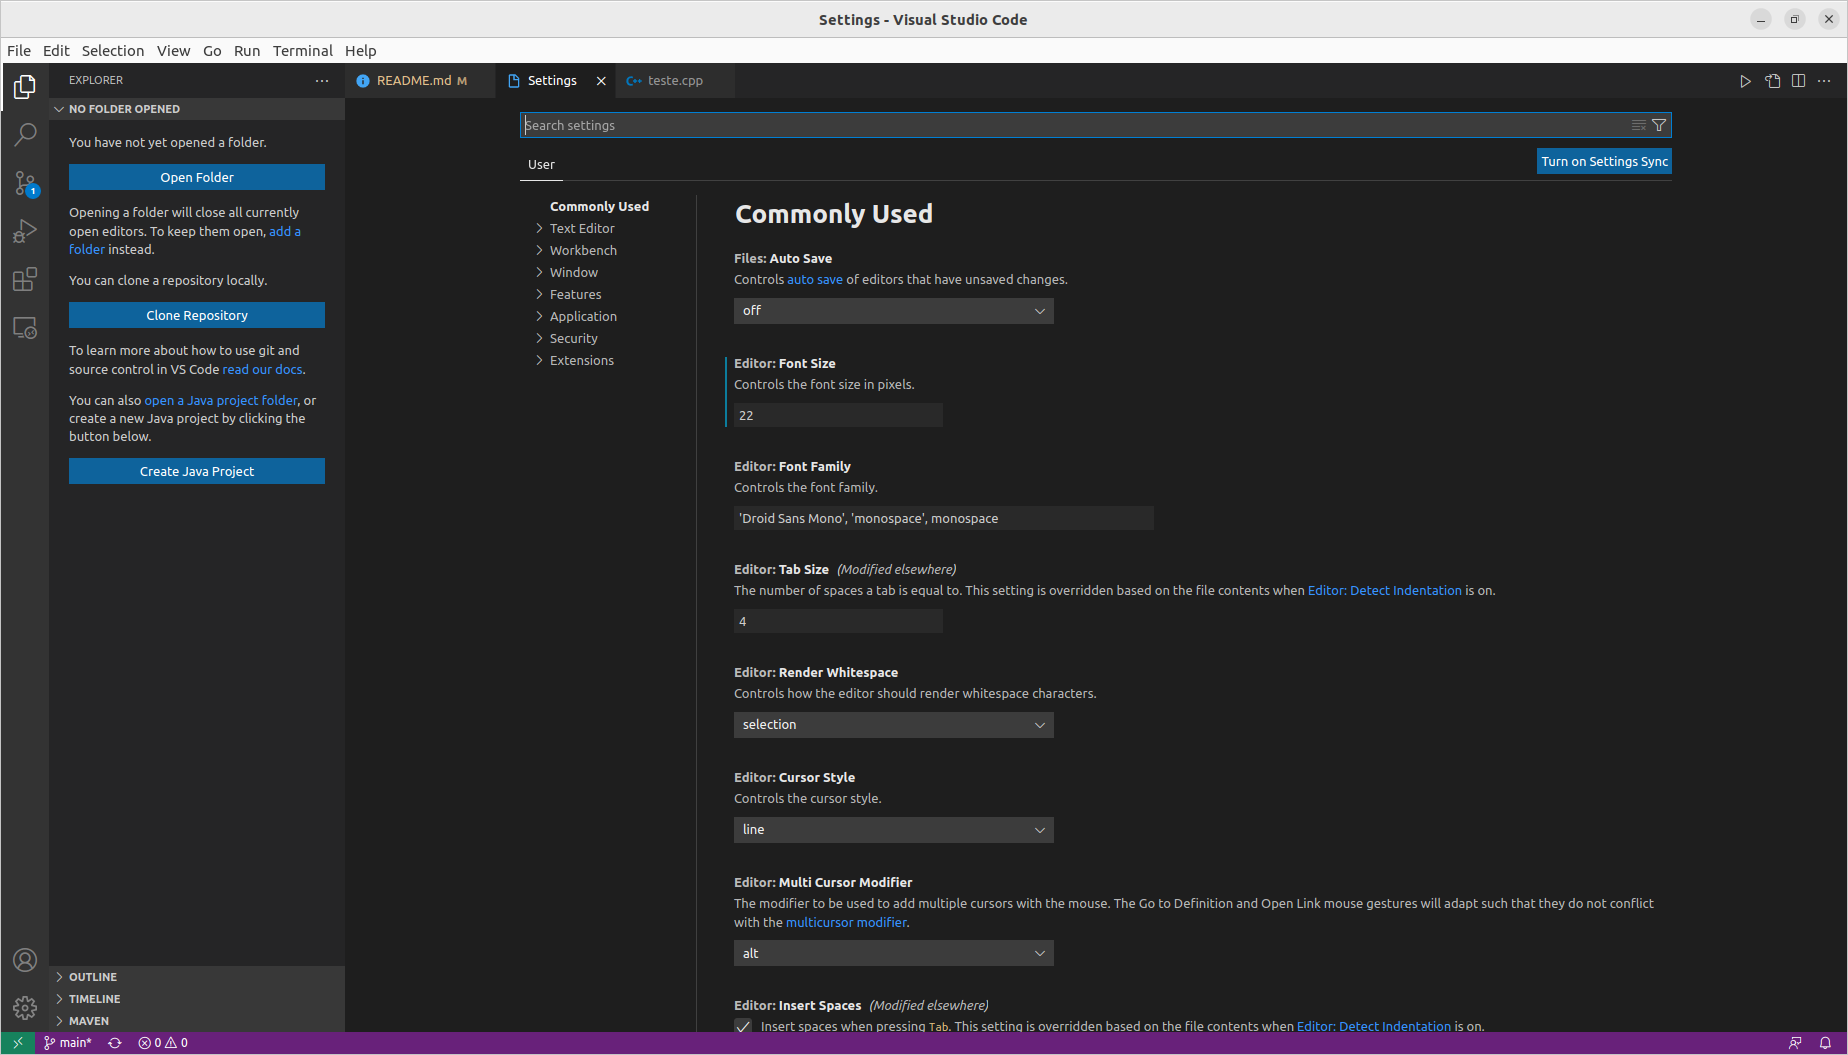 Settings - Visual Studio Code
File Edit Selection View Go Run Terminal Help
EXPLORER
README.md M
Settings
teste.cpp
NO FOLDER OPENED
You have not yet opened a folder.
Open Folder
Opening a folder will close all currently
open editors. To keep them open, add a
folder instead.
You can clone a repository locally.
Clone Repository
To learn more about how to use git and
source control in VS Code read our docs.
You can also open a Java project folder, or
create a new Java project by clicking the
button below.
Create Java Project
1
OUTLINE
TIMELINE
MAVEN
Search settings
User
Turn on Settings Sync
Commonly Used
Text Editor
Workbench
Window
Features
Application
Security
Extensions
Commonly Used
Files: Auto Save
Controls auto save of editors that have unsaved changes.
off
Editor: Font Size
Controls the font size in pixels.
22
Editor: Font Family
Controls the font family.
'Droid Sans Mono', 'monospace', monospace
Editor: Tab Size (Modified elsewhere)
The number of spaces a tab is equal to. This setting is overridden based on the file contents when Editor: Detect Indentation is on.
4
Editor: Render Whitespace
Controls how the editor should render whitespace characters.
selection
Editor: Cursor Style
Controls the cursor style.
line
Editor: Multi Cursor Modifier
The modifier to be used to add multiple cursors with the mouse. The Go to Definition and Open Link mouse gestures will adapt such that they do not conflict
with the multicursor modifier.
alt
Editor: Insert Spaces (Modified elsewhere)
Insert spaces when pressing Tab. This setting is overridden based on the file contents when Editor: Detect Indentation is on.
main* 0 0